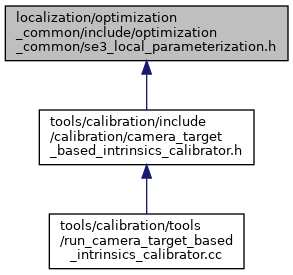 localization/optimization
_common/include/optimization
_common/se3_local_parameterization.h
tools/calibration/include
/calibration/camera_target
_based_intrinsics_calibrator.h
tools/calibration/tools
/run_camera_target_based
_intrinsics_calibrator.cc